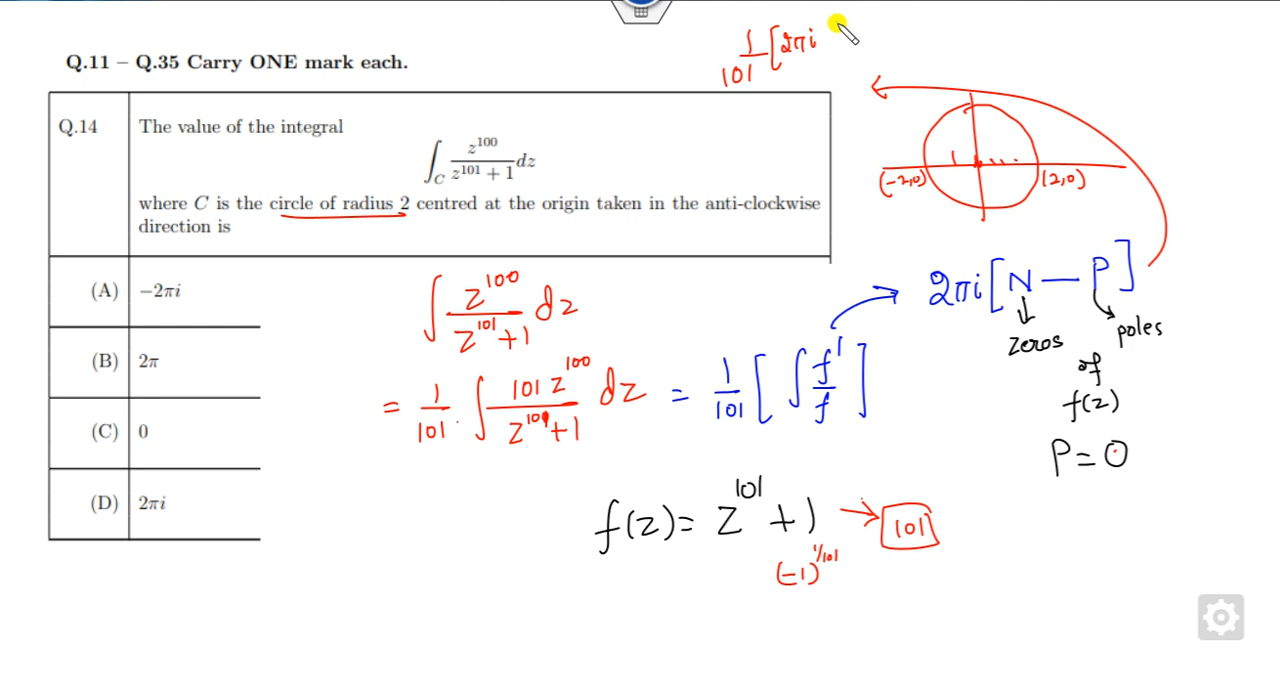 1/101 [2πi
Q.11 – Q.35 Carry ONE mark each.
Q.14 The value of the integral
∫_C z^100/(z^101 + 1) dz
where C is the circle of radius 2 centred at the origin taken in the anti-clockwise
direction is
(A) −2πi
(B) 2π
(C) 0
(D) 2πi
(-2,0) (2,0)
∫ z^100/(z^101+1) dz
= 1/101 . ∫ 101 z^100/(z^101+1) dz = 1/101 [∫ f'/f]
2πi[N — P]
zeros poles
of
f(z)
P=0
f(z)= z^101 +1 → 101
(-1)^1/101